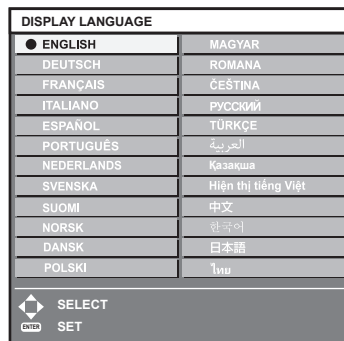 DISPLAY LANGUAGE
ENGLISH
DEUTSCH
FRANÇAIS
ITALIANO
ESPAÑOL
PORTUGUÊS
NEDERLANDS
SVENSKA
SUOMI
NORSK
DANSK
POLSKI
MAGYAR
ROMANA
ČEŠTINA
РУССКИЙ
TÜRKÇE
العربية
Қазақша
Hiện thị tiếng Việt
中文
한국어
日本語
ไทย
SELECT
ENTER SET